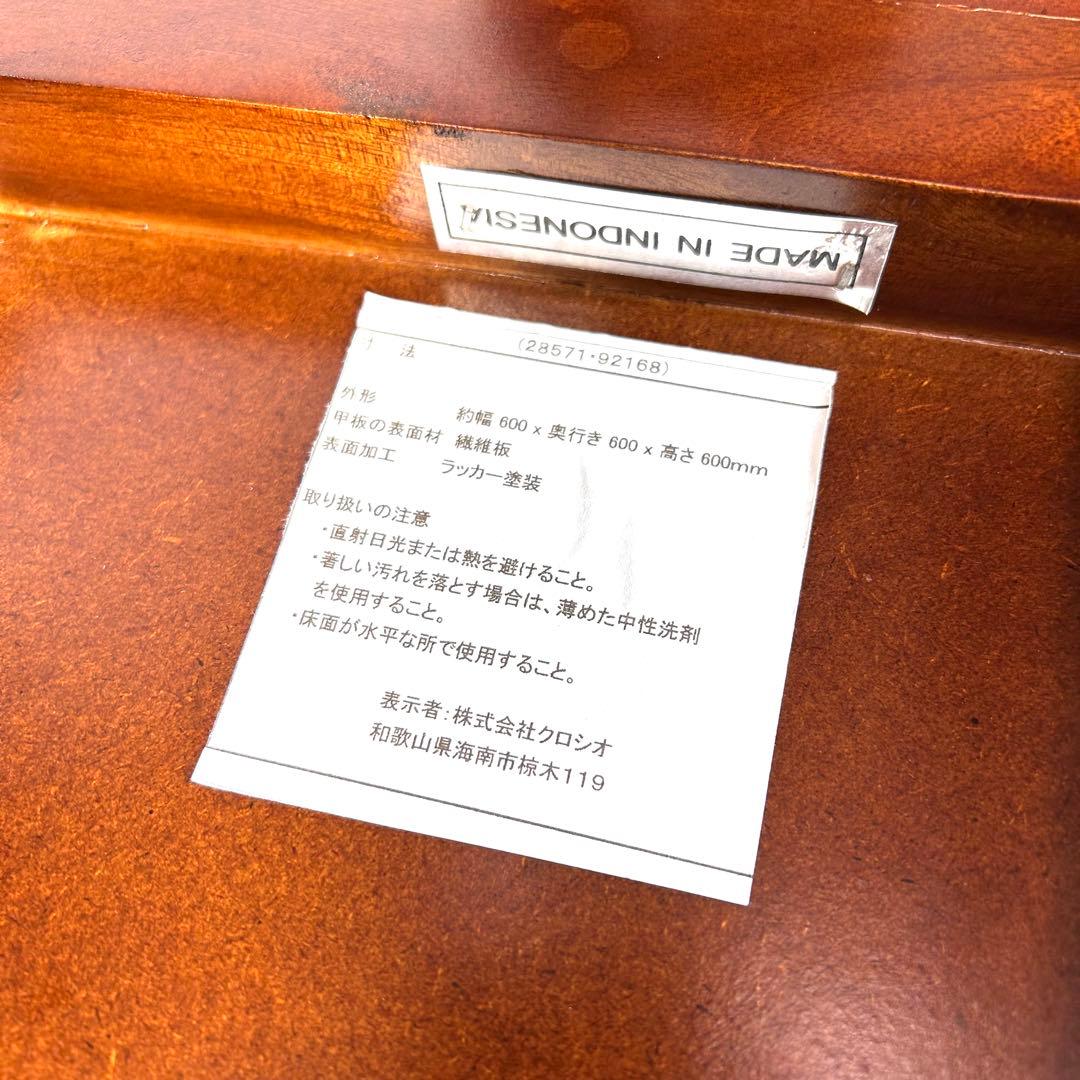 MADE IN INDONESIA
(28571・92168)
寸 法
外形 約幅 600 x 奥行き 600 x 高さ 600mm
甲板の表面材 繊維板
表面加工 ラッカー塗装
取り扱いの注意
・直射日光または熱を避けること。
・著しい汚れを落とす場合は、薄めた中性洗剤
を使用すること。
・床面が水平な所で使用すること。
表示者：株式会社クロシオ
和歌山県海南市椋木119